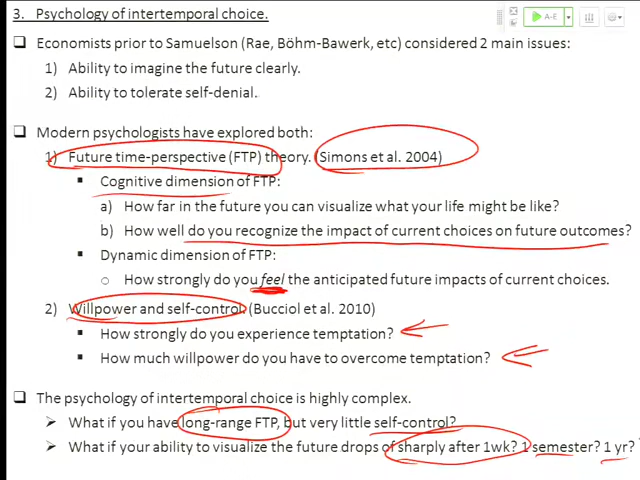 3. Psychology of intertemporal choice.
A-E
❑ Economists prior to Samuelson (Rae, Böhm-Bawerk, etc) considered 2 main issues:
1) Ability to imagine the future clearly.
2) Ability to tolerate self-denial.
❑ Modern psychologists have explored both:
1) Future time-perspective (FTP) theory. (Simons et al. 2004)
▪ Cognitive dimension of FTP:
a) How far in the future you can visualize what your life might be like?
b) How well do you recognize the impact of current choices on future outcomes?
▪ Dynamic dimension of FTP:
o How strongly do you feel the anticipated future impacts of current choices.
2) Willpower and self-control (Bucciol et al. 2010)
▪ How strongly do you experience temptation?
▪ How much willpower do you have to overcome temptation?
❑ The psychology of intertemporal choice is highly complex.
➢ What if you have long-range FTP, but very little self-control?
➢ What if your ability to visualize the future drops of sharply after 1wk? 1 semester? 1 yr?